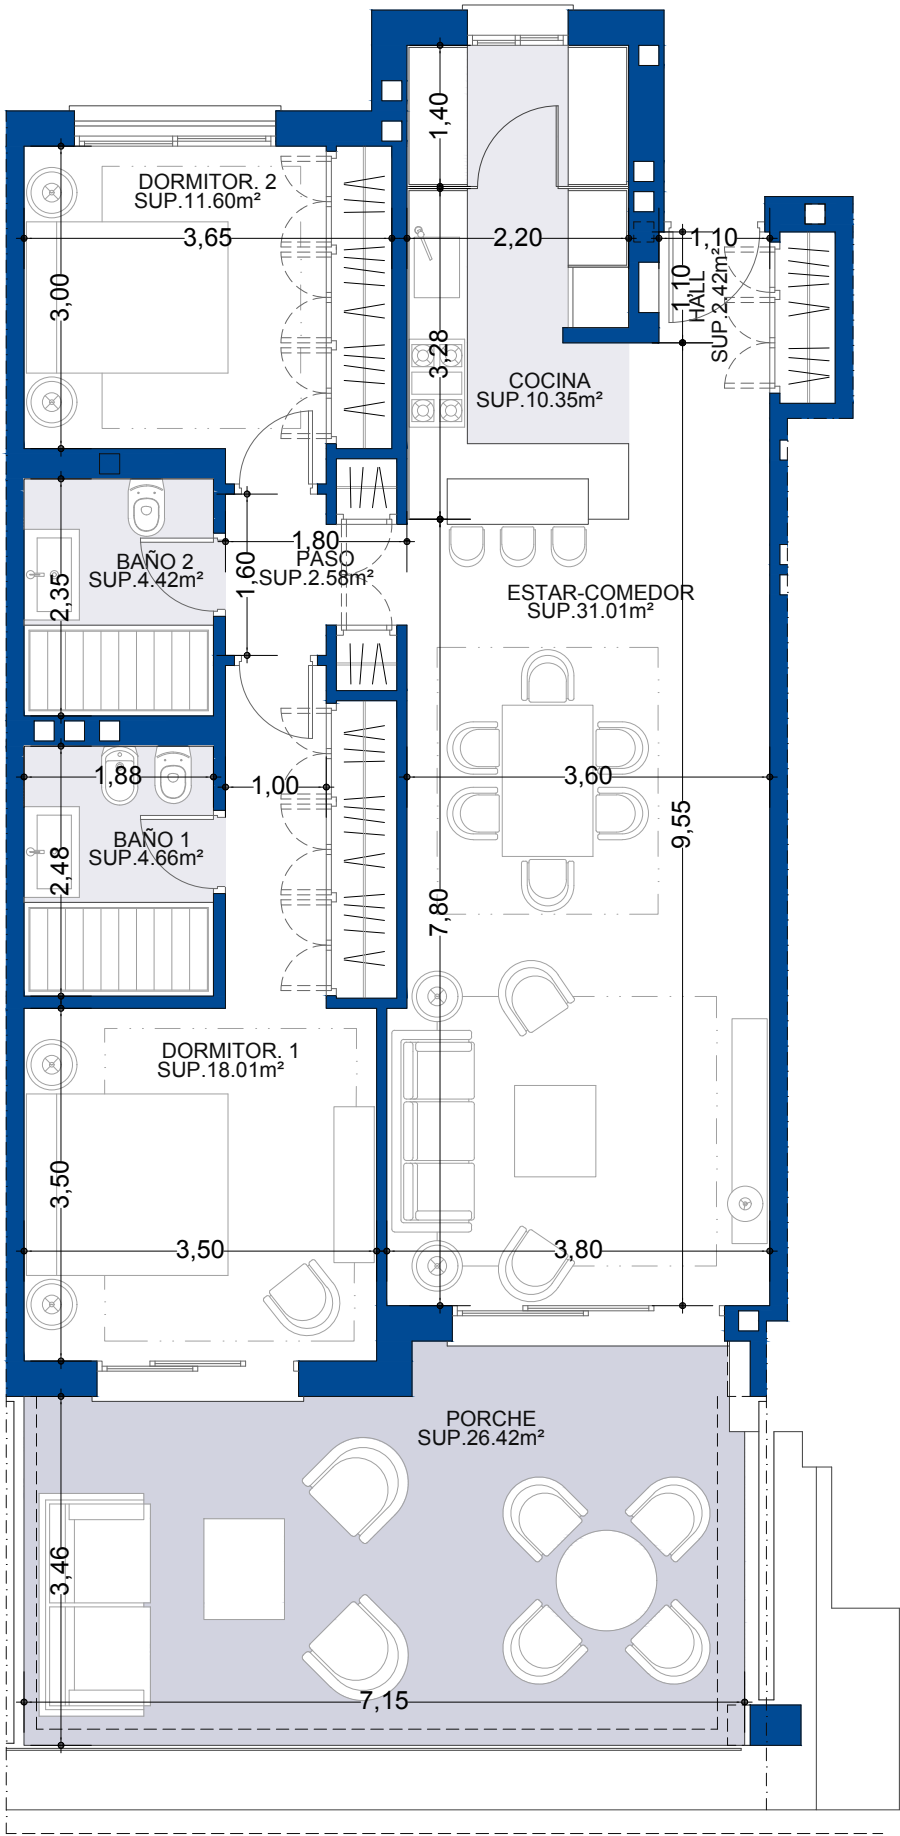 1,40
DORMITOR. 2
SUP.11.60m²
3,65
2,20
1,10
1,10
HALL
SUP.2.42m²
3,00
3,28
COCINA
SUP.10.35m²
1,80
PASO
SUP.2.58m²
1,60
BAÑO 2
SUP.4.42m²
2,35
ESTAR-COMEDOR
SUP.31.01m²
1,88
1,00
3,60
9,55
BAÑO 1
SUP.4.66m²
2,48
7,80
DORMITOR. 1
SUP.18.01m²
3,50
3,50
3,80
PORCHE
SUP.26.42m²
3,46
7,15